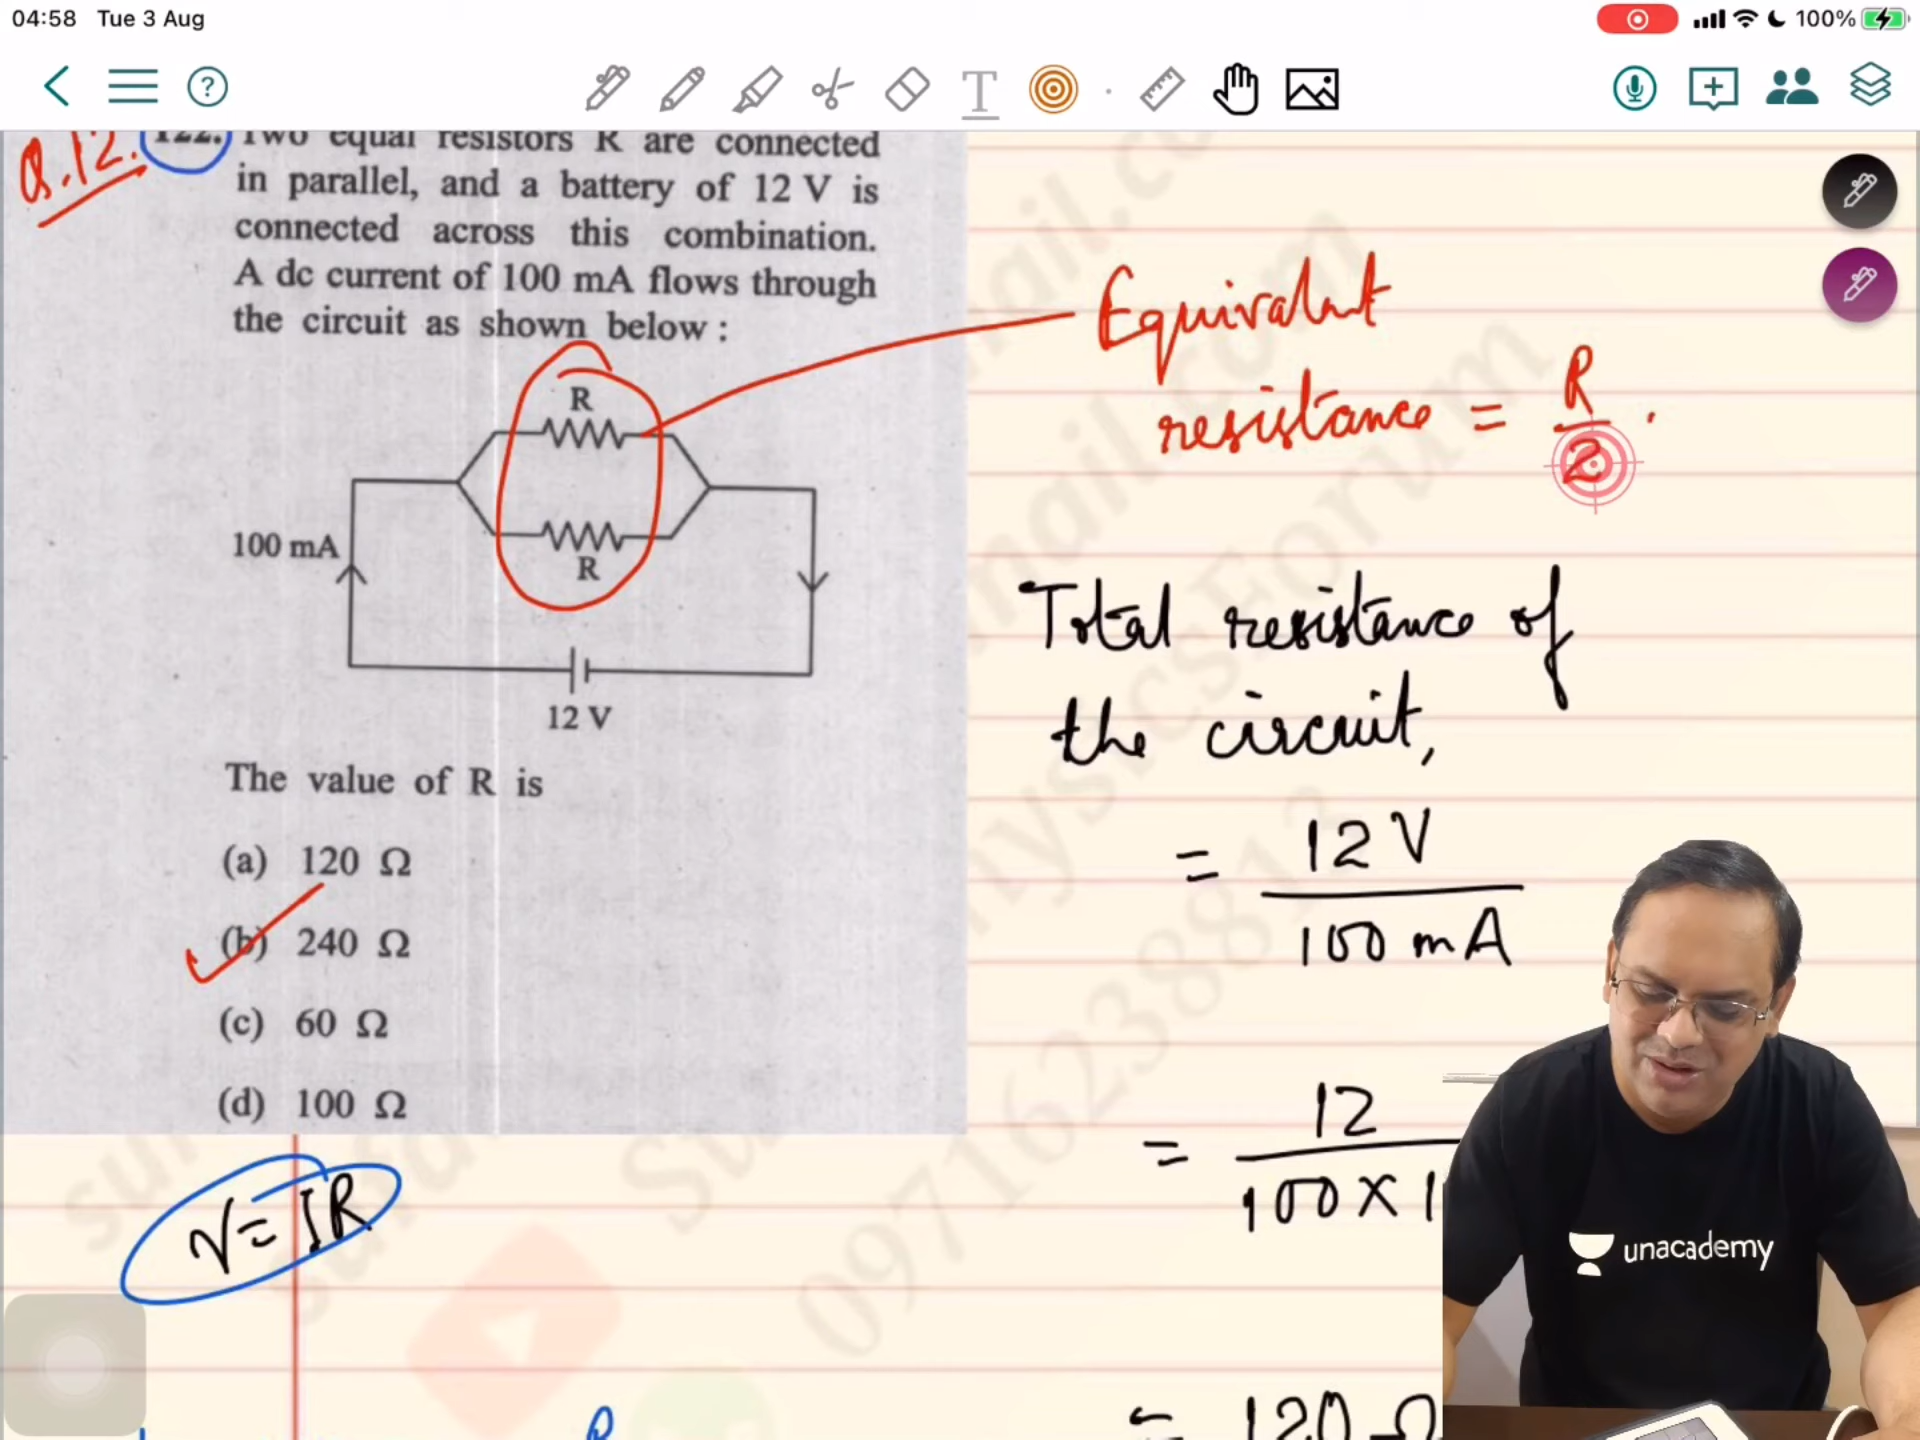 04:58 Tue 3 Aug
100%
T
Q.12. 122. Two equal resistors R are connected
in parallel, and a battery of 12 V is
connected across this combination.
A dc current of 100 mA flows through
the circuit as shown below :
R
100 mA
R
12 V
The value of R is
(a) 120 Ω
(b) 240 Ω
(c) 60 Ω
(d) 100 Ω
V = IR
Equivalent
resistance = R/2 .
Total resistance of
the circuit,
= 12 V
100 mA
= 12
100 × 1
= 120 Ω
unacademy
09716238813